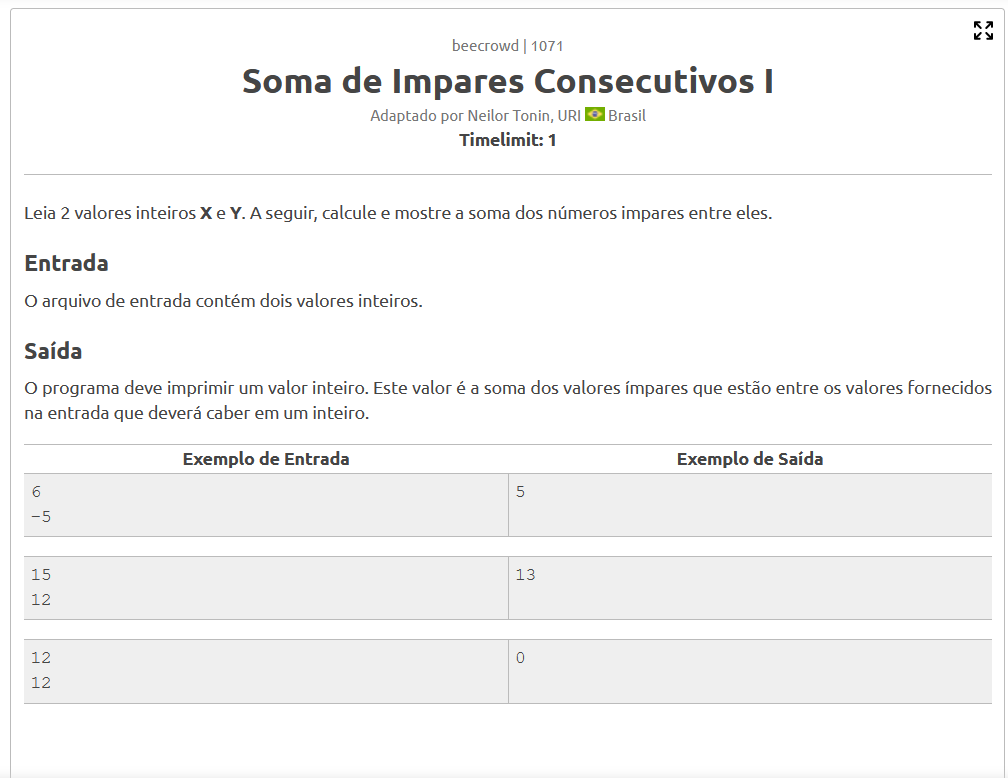 beecrowd | 1071
Soma de Impares Consecutivos I
Adaptado por Neilor Tonin, URI Brasil
Timelimit: 1
Leia 2 valores inteiros X e Y. A seguir, calcule e mostre a soma dos números impares entre eles.
Entrada
O arquivo de entrada contém dois valores inteiros.
Saída
O programa deve imprimir um valor inteiro. Este valor é a soma dos valores ímpares que estão entre os valores fornecidos
na entrada que deverá caber em um inteiro.
Exemplo de Entrada Exemplo de Saída
6 5
-5
15 13
12
12 0
12